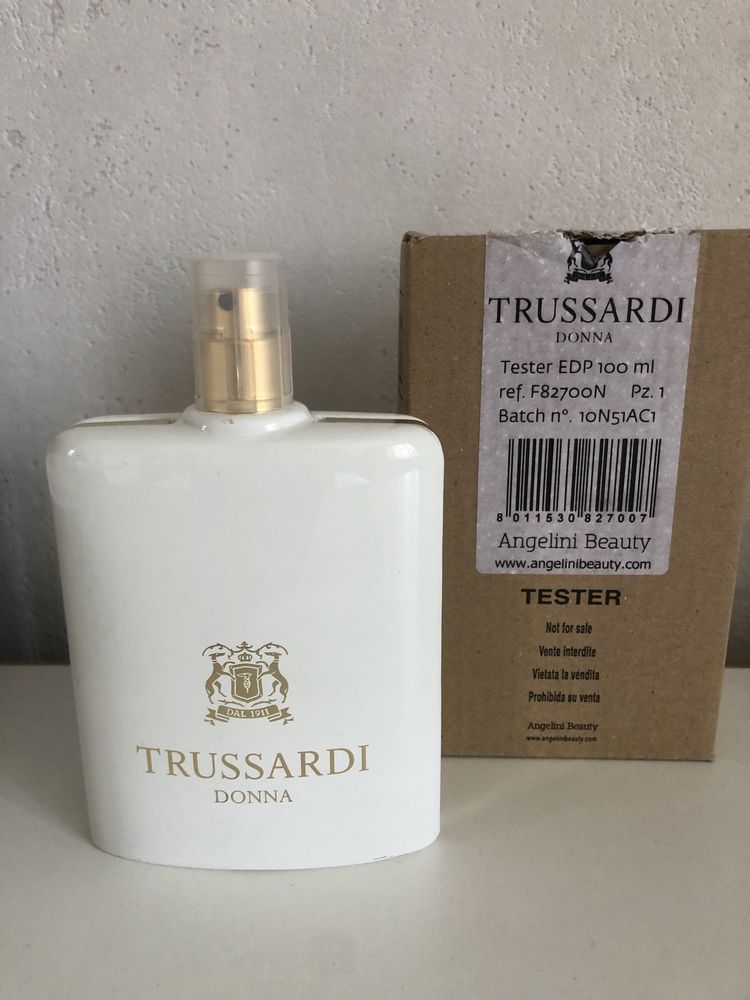 DAL 1911
TRUSSARDI
DONNA
TRUSSARDI
DONNA
Tester EDP 100 ml
ref. F82700N Pz. 1
Batch n°. 10N51AC1
8 011530 827007
Angelini Beauty
www.angelinibeauty.com
TESTER
Not for sale
Vente interdite
Vietata la vendita
Prohibida su venta
Angelini Beauty
www.angelinibeauty.com